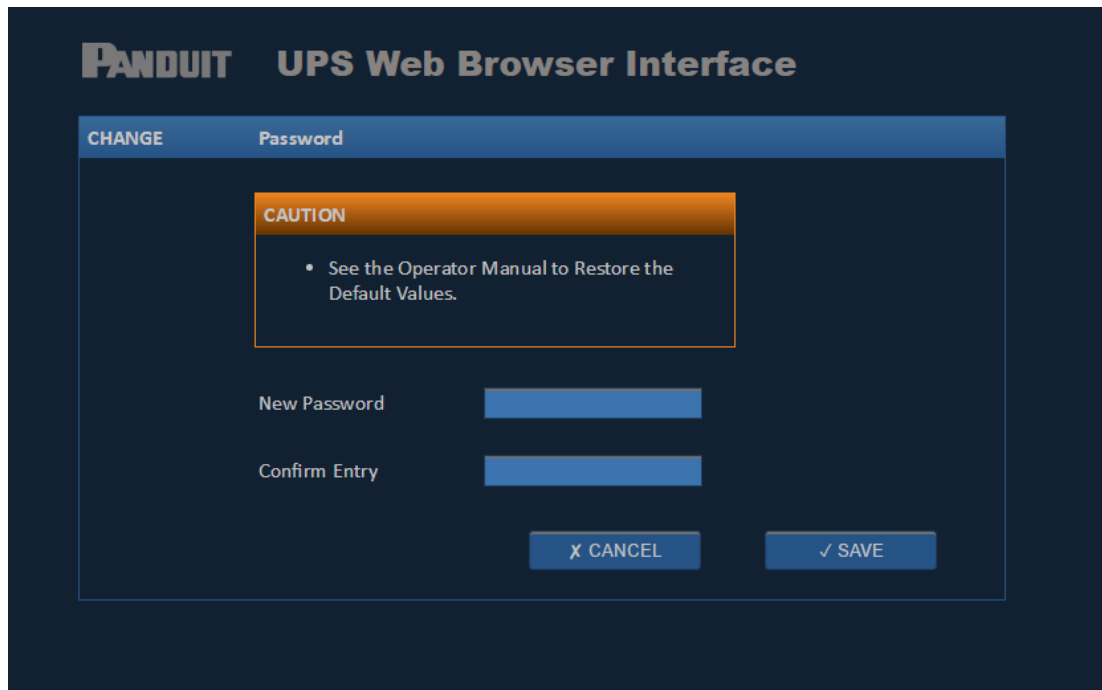 PANDUIT UPS Web Browser Interface
CHANGE Password
CAUTION
• See the Operator Manual to Restore the
Default Values.
New Password
Confirm Entry
✗ CANCEL ✓ SAVE